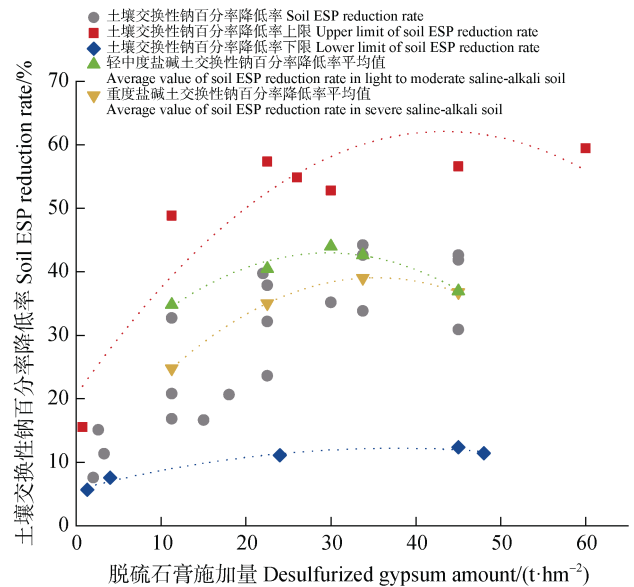 土壤交换性钠百分率降低率 Soil ESP reduction rate
土壤交换性钠百分率降低率上限 Upper limit of soil ESP reduction rate
土壤交换性钠百分率降低率下限 Lower limit of soil ESP reduction rate
轻中度盐碱土交换性钠百分率降低率平均值
Average value of soil ESP reduction rate in light to moderate saline-alkali soil
重度盐碱土交换性钠百分率降低率平均值
Average value of soil ESP reduction rate in severe saline-alkali soil
土壤交换性钠百分率降低率 Soil ESP reduction rate/%
70
60
50
40
30
20
10
0
0 10 20 30 40 50 60
脱硫石膏施加量 Desulfurized gypsum amount/(t·hm⁻²)